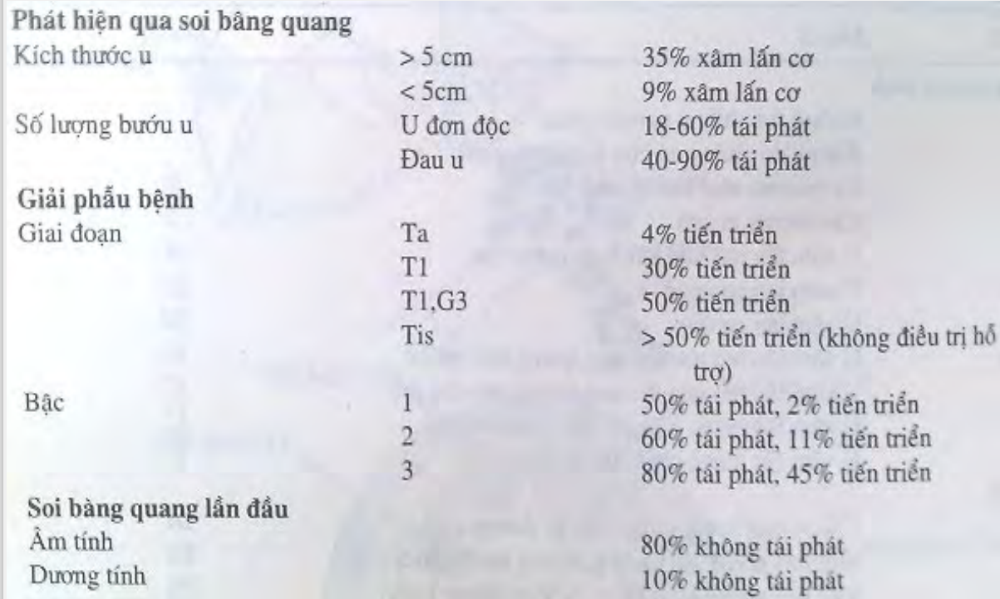 Phát hiện qua soi bâng quang
Kích thước u > 5 cm 35% xâm lấn cơ
< 5cm 9% xâm lấn cơ
Số lượng bướu u U đơn độc 18-60% tái phát
Đau u 40-90% tái phát
Giải phẫu bệnh
Giai đoạn Ta 4% tiến triển
T1 30% tiến triển
T1,G3 50% tiến triển
Tis > 50% tiến triển (không điều trị hỗ
trợ)
Bậc 1 50% tái phát, 2% tiến triển
2 60% tái phát, 11% tiến triển
3 80% tái phát, 45% tiến triển
Soi bàng quang lần đầu
Âm tính 80% không tái phát
Dương tính 10% không tái phát